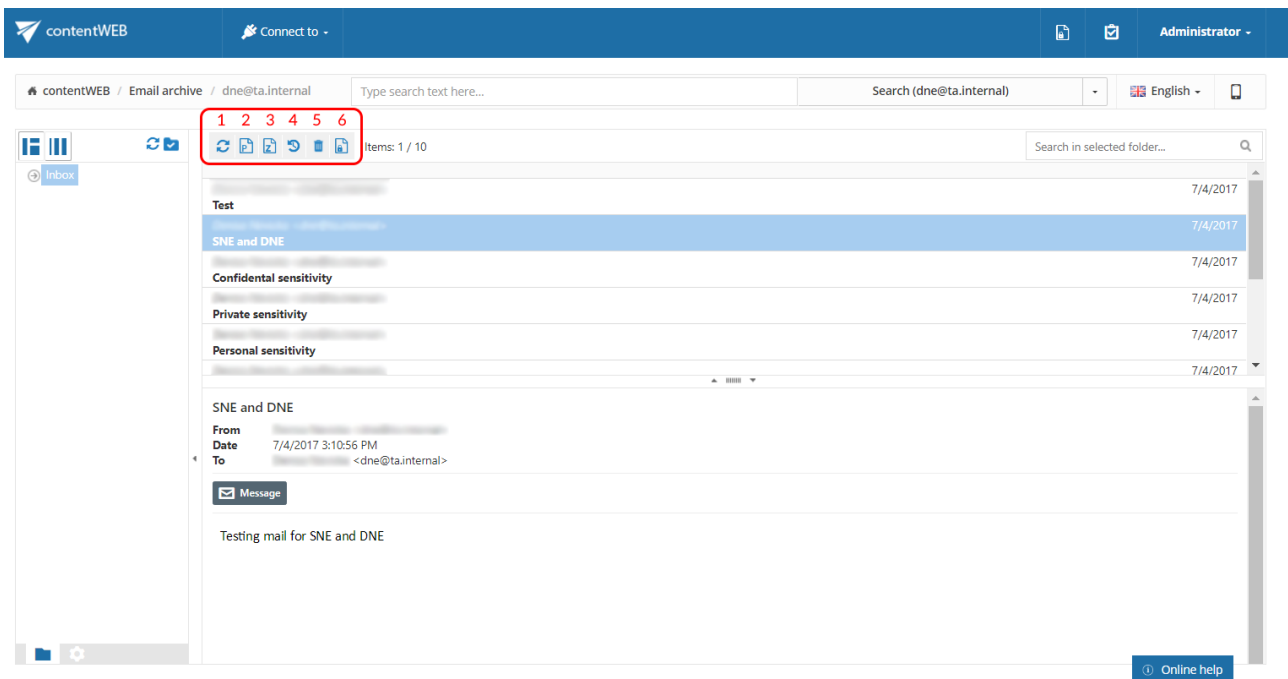 contentWEB
Connect to
Administrator
contentWEB / Email archive / dne@ta.internal
Type search text here...
Search (dne@ta.internal)
English
1 2 3 4 5 6
P Z
Items: 1 / 10
Search in selected folder...
Inbox
7/4/2017
Test
7/4/2017
SNE and DNE
7/4/2017
Confidental sensitivity
7/4/2017
Private sensitivity
7/4/2017
Personal sensitivity
7/4/2017
SNE and DNE
From
Date 7/4/2017 3:10:56 PM
To <dne@ta.internal>
Message
Testing mail for SNE and DNE
Online help